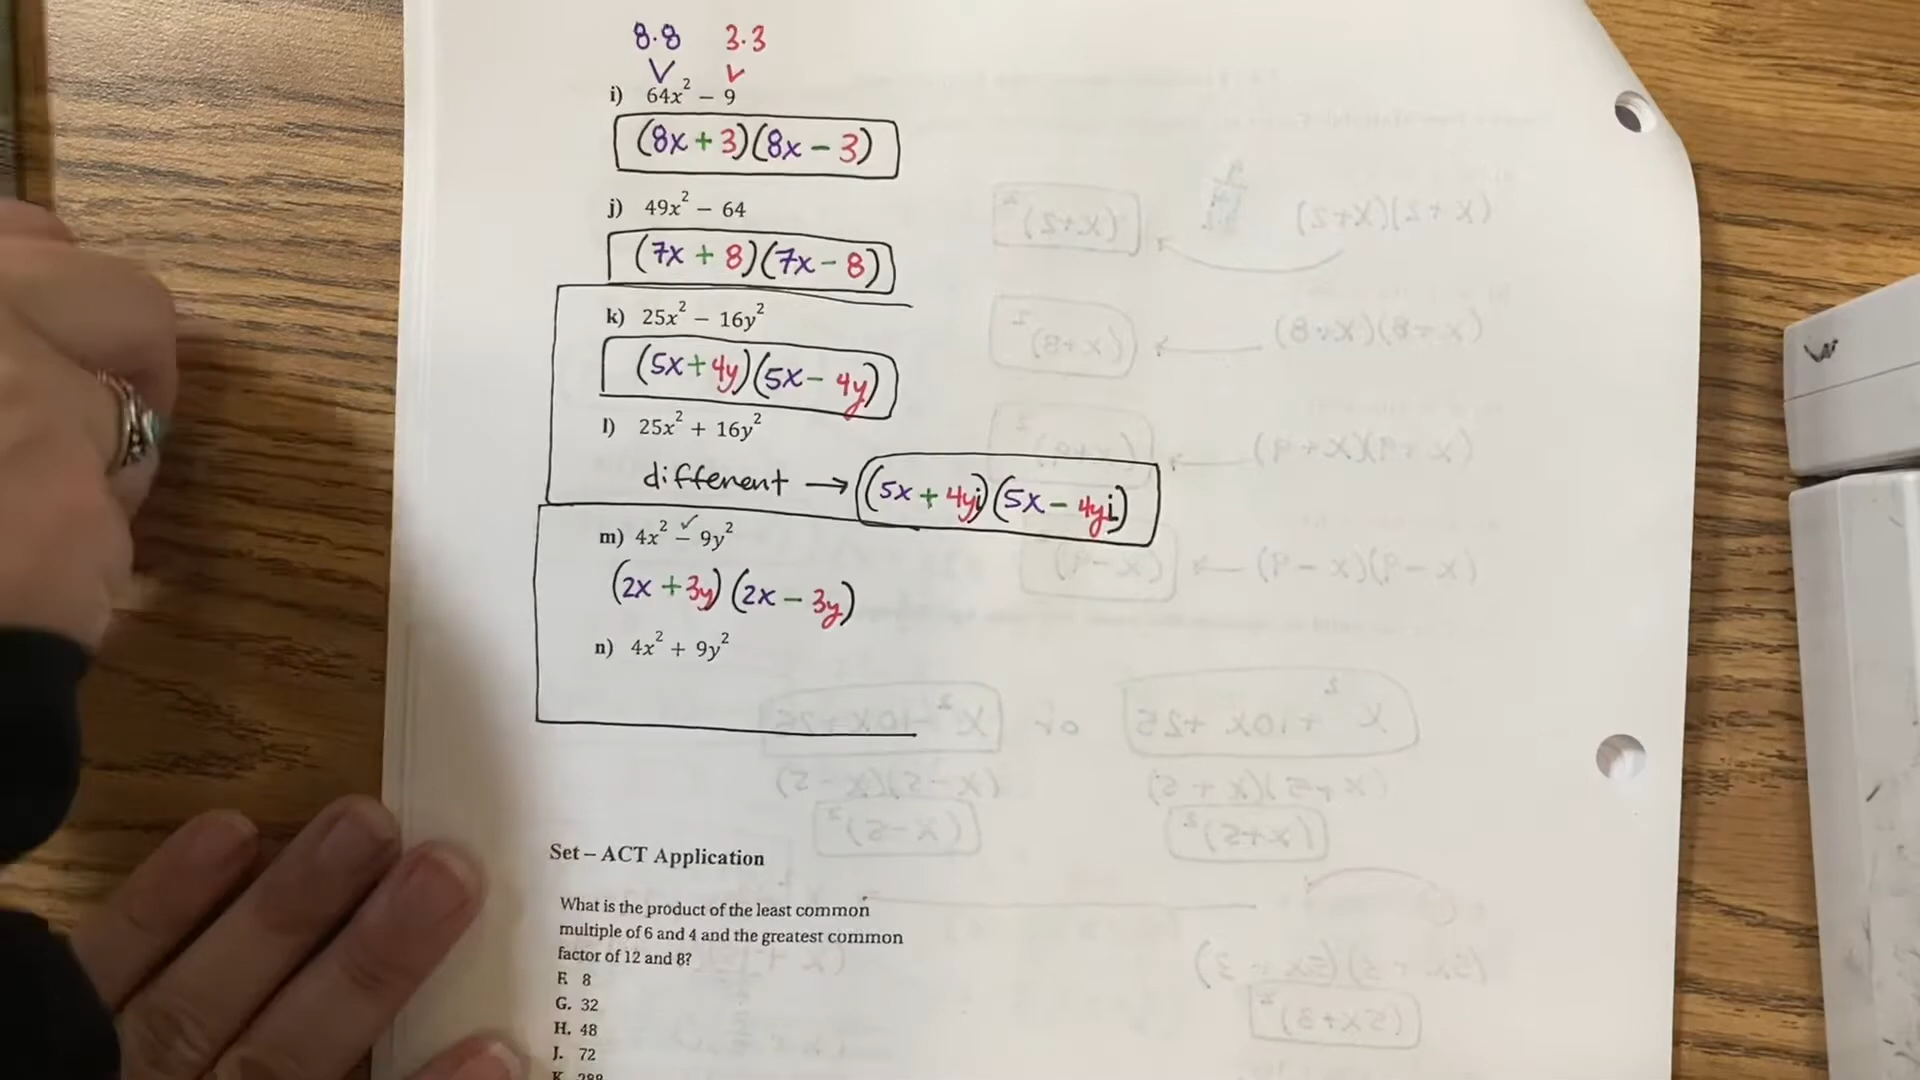 8·8 3·3
i) 64x² − 9
(8x + 3)(8x − 3)
j) 49x² − 64
(7x + 8)(7x − 8)
k) 25x² − 16y²
(5x + 4y)(5x − 4y)
l) 25x² + 16y²
different → (5x + 4yi)(5x − 4yi)
m) 4x² − 9y²
(2x + 3y)(2x − 3y)
n) 4x² + 9y²
Set – ACT Application
What is the product of the least common
multiple of 6 and 4 and the greatest common
factor of 12 and 8?
F. 8
G. 32
H. 48
J. 72
K. 288